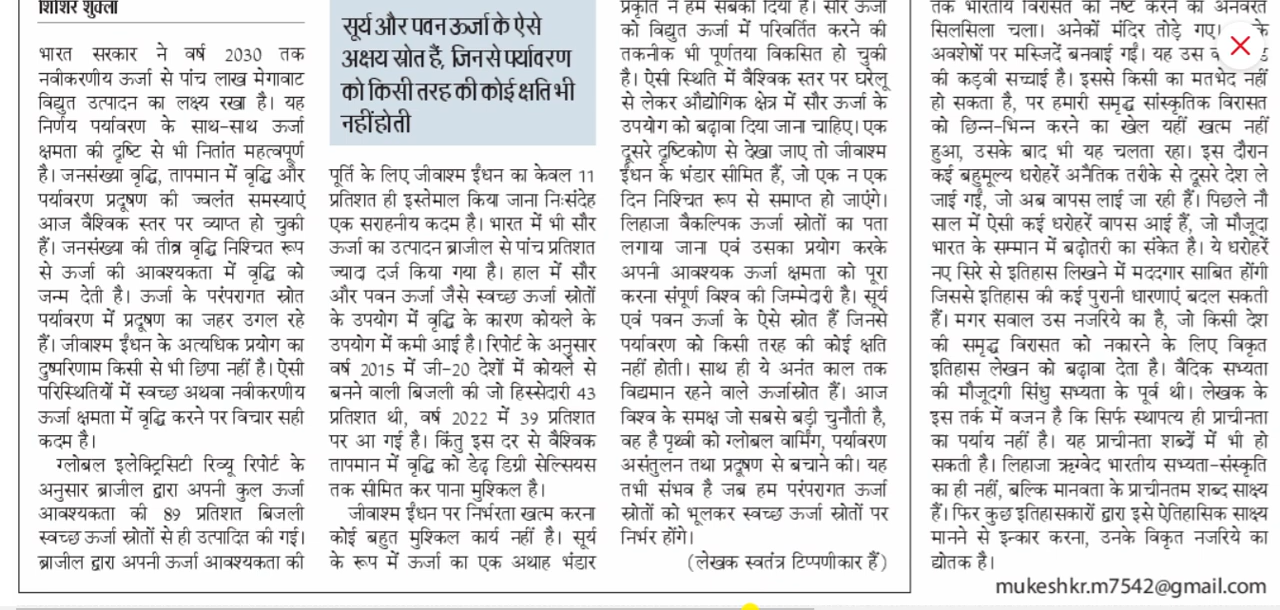 शिशिर शुक्ला
भारत सरकार ने वर्ष 2030 तक
नवीकरणीय ऊर्जा से पांच लाख मेगावाट
विद्युत उत्पादन का लक्ष्य रखा है। यह
निर्णय पर्यावरण के साथ-साथ ऊर्जा
क्षमता की दृष्टि से भी नितांत महत्वपूर्ण
है। जनसंख्या वृद्धि, तापमान में वृद्धि और
पर्यावरण प्रदूषण की ज्वलंत समस्याएं
आज वैश्विक स्तर पर व्याप्त हो चुकी
हैं। जनसंख्या की तीव्र वृद्धि निश्चित रूप
से ऊर्जा की आवश्यकता में वृद्धि को
जन्म देती है। ऊर्जा के परंपरागत स्रोत
पर्यावरण में प्रदूषण का जहर उगल रहे
हैं। जीवाश्म ईंधन के अत्यधिक प्रयोग का
दुष्परिणाम किसी से भी छिपा नहीं है। ऐसी
परिस्थितियों में स्वच्छ अथवा नवीकरणीय
ऊर्जा क्षमता में वृद्धि करने पर विचार सही
कदम है।
ग्लोबल इलेक्ट्रिसिटी रिव्यू रिपोर्ट के
अनुसार ब्राजील द्वारा अपनी कुल ऊर्जा
आवश्यकता की 89 प्रतिशत बिजली
स्वच्छ ऊर्जा स्रोतों से ही उत्पादित की गई।
ब्राजील द्वारा अपनी ऊर्जा आवश्यकता की
सूर्य और पवन ऊर्जा के ऐसे
अक्षय स्रोत हैं, जिनसे पर्यावरण
को किसी तरह की कोई क्षति भी
नहीं होती
पूर्ति के लिए जीवाश्म ईंधन का केवल 11
प्रतिशत ही इस्तेमाल किया जाना निःसंदेह
एक सराहनीय कदम है। भारत में भी सौर
ऊर्जा का उत्पादन ब्राजील से पांच प्रतिशत
ज्यादा दर्ज किया गया है। हाल में सौर
और पवन ऊर्जा जैसे स्वच्छ ऊर्जा स्रोतों
के उपयोग में वृद्धि के कारण कोयले के
उपयोग में कमी आई है। रिपोर्ट के अनुसार
वर्ष 2015 में जी-20 देशों में कोयले से
बनने वाली बिजली की जो हिस्सेदारी 43
प्रतिशत थी, वर्ष 2022 में 39 प्रतिशत
पर आ गई है। किंतु इस दर से वैश्विक
तापमान में वृद्धि को डेढ़ डिग्री सेल्सियस
तक सीमित कर पाना मुश्किल है।
जीवाश्म ईंधन पर निर्भरता खत्म करना
कोई बहुत मुश्किल कार्य नहीं है। सूर्य
के रूप में ऊर्जा का एक अथाह भंडार
प्रकृति ने हम सबको दिया है। सौर ऊर्जा
को विद्युत ऊर्जा में परिवर्तित करने की
तकनीक भी पूर्णतया विकसित हो चुकी
है। ऐसी स्थिति में वैश्विक स्तर पर घरेलू
से लेकर औद्योगिक क्षेत्र में सौर ऊर्जा के
उपयोग को बढ़ावा दिया जाना चाहिए। एक
दूसरे दृष्टिकोण से देखा जाए तो जीवाश्म
ईंधन के भंडार सीमित हैं, जो एक न एक
दिन निश्चित रूप से समाप्त हो जाएंगे।
लिहाजा वैकल्पिक ऊर्जा स्रोतों का पता
लगाया जाना एवं उसका प्रयोग करके
अपनी आवश्यक ऊर्जा क्षमता को पूरा
करना संपूर्ण विश्व की जिम्मेदारी है। सूर्य
एवं पवन ऊर्जा के ऐसे स्रोत हैं जिनसे
पर्यावरण को किसी तरह की कोई क्षति
नहीं होती। साथ ही ये अनंत काल तक
विद्यमान रहने वाले ऊर्जास्रोत हैं। आज
विश्व के समक्ष जो सबसे बड़ी चुनौती है,
वह है पृथ्वी को ग्लोबल वार्मिंग, पर्यावरण
असंतुलन तथा प्रदूषण से बचाने की। यह
तभी संभव है जब हम परंपरागत ऊर्जा
स्रोतों को भूलकर स्वच्छ ऊर्जा स्रोतों पर
निर्भर होंगे।
(लेखक स्वतंत्र टिप्पणीकार हैं)
तक भारतीय विरासत को नष्ट करने का अनवरत
सिलसिला चला। अनेकों मंदिर तोड़े गए। के
अवशेषों पर मस्जिदें बनवाई गईं। यह उस
की कड़वी सच्चाई है। इससे किसी का मतभेद नहीं
हो सकता है, पर हमारी समृद्ध सांस्कृतिक विरासत
को छिन्न-भिन्न करने का खेल यहीं खत्म नहीं
हुआ, उसके बाद भी यह चलता रहा। इस दौरान
कई बहुमूल्य धरोहरें अनैतिक तरीके से दूसरे देश ले
जाई गईं, जो अब वापस लाई जा रही हैं। पिछले नौ
साल में ऐसी कई धरोहरें वापस आई हैं, जो मौजूदा
भारत के सम्मान में बढ़ोतरी का संकेत है। ये धरोहरें
नए सिरे से इतिहास लिखने में मददगार साबित होंगी
जिससे इतिहास की कई पुरानी धारणाएं बदल सकती
हैं। मगर सवाल उस नजरिये का है, जो किसी देश
की समृद्ध विरासत को नकारने के लिए विकृत
इतिहास लेखन को बढ़ावा देता है। वैदिक सभ्यता
की मौजूदगी सिंधु सभ्यता के पूर्व थी। लेखक के
इस तर्क में वजन है कि सिर्फ स्थापत्य ही प्राचीनता
का पर्याय नहीं है। यह प्राचीनता शब्दों में भी हो
सकती है। लिहाजा ऋग्वेद भारतीय सभ्यता-संस्कृति
का ही नहीं, बल्कि मानवता के प्राचीनतम शब्द साक्ष्य
हैं। फिर कुछ इतिहासकारों द्वारा इसे ऐतिहासिक साक्ष्य
मानने से इन्कार करना, उनके विकृत नजरिये का
द्योतक है।
mukeshkr.m7542@gmail.com